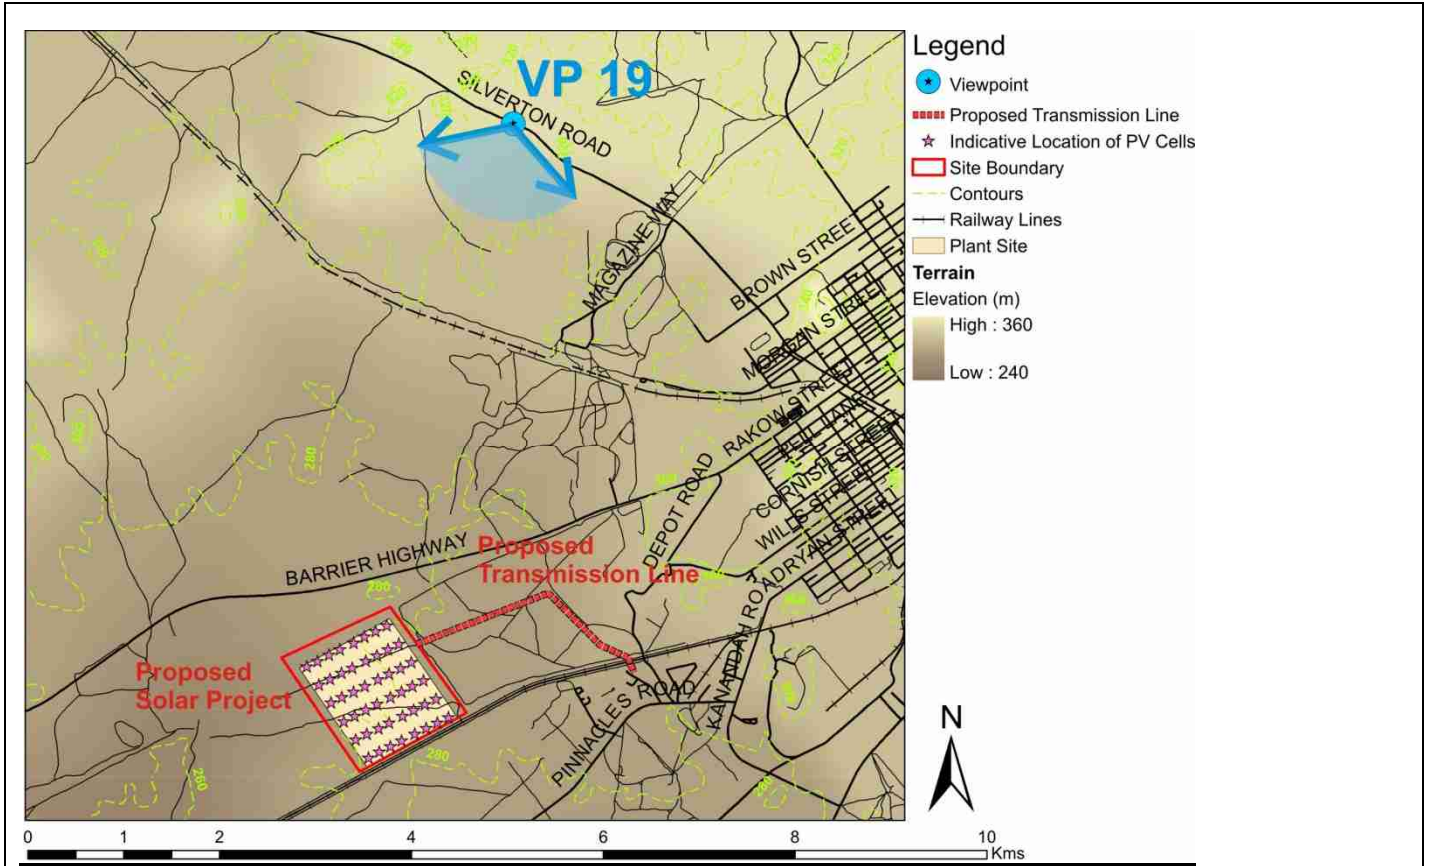 VP 19
SILVERTON ROAD
MAGAZINE WAY
BROWN STREET
MORGAN STREET
RAKOW STREET
CORNISH STREET
WILLS STREET
RYAN STREET
DEPOT ROAD
BARRIER HIGHWAY
280
280
Proposed
Transmission Line
KANANDAH ROAD
Proposed
Solar Project
PINNACLES ROAD
280
260
Legend
Viewpoint
Proposed Transmission Line
Indicative Location of PV Cells
Site Boundary
Contours
Railway Lines
Plant Site
Terrain
Elevation (m)
High : 360
Low : 240
N
0 1 2 4 6 8 10
Kms